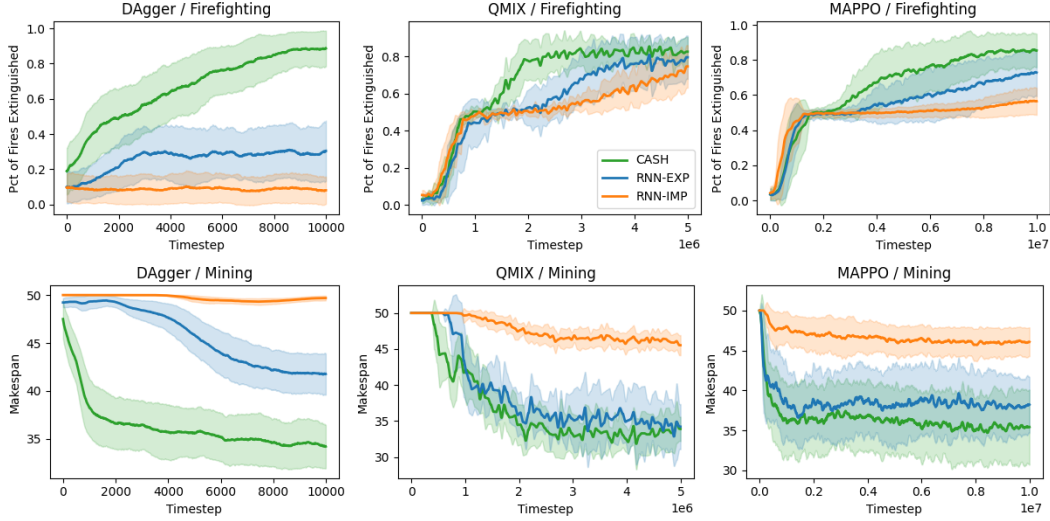 DAgger / Firefighting
QMIX / Firefighting
MAPPO / Firefighting
Pct of Fires Extinguished
1.0
0.8
0.6
0.4
0.2
0.0
0 2000 4000 6000 8000 10000
Timestep
Pct of Fires Extinguished
0.8
0.6
0.4
0.2
0.0
CASH
RNN-EXP
RNN-IMP
0 1 2 3 4 5
1e6
Timestep
Pct of Fires Extinguished
1.0
0.8
0.6
0.4
0.2
0.0
0.0 0.2 0.4 0.6 0.8 1.0
1e7
Timestep
DAgger / Mining
QMIX / Mining
MAPPO / Mining
Makespan
50
45
40
35
0 2000 4000 6000 8000 10000
Timestep
Makespan
50
45
40
35
30
0 1 2 3 4 5
1e6
Timestep
Makespan
50
45
40
35
30
0.0 0.2 0.4 0.6 0.8 1.0
1e7
Timestep